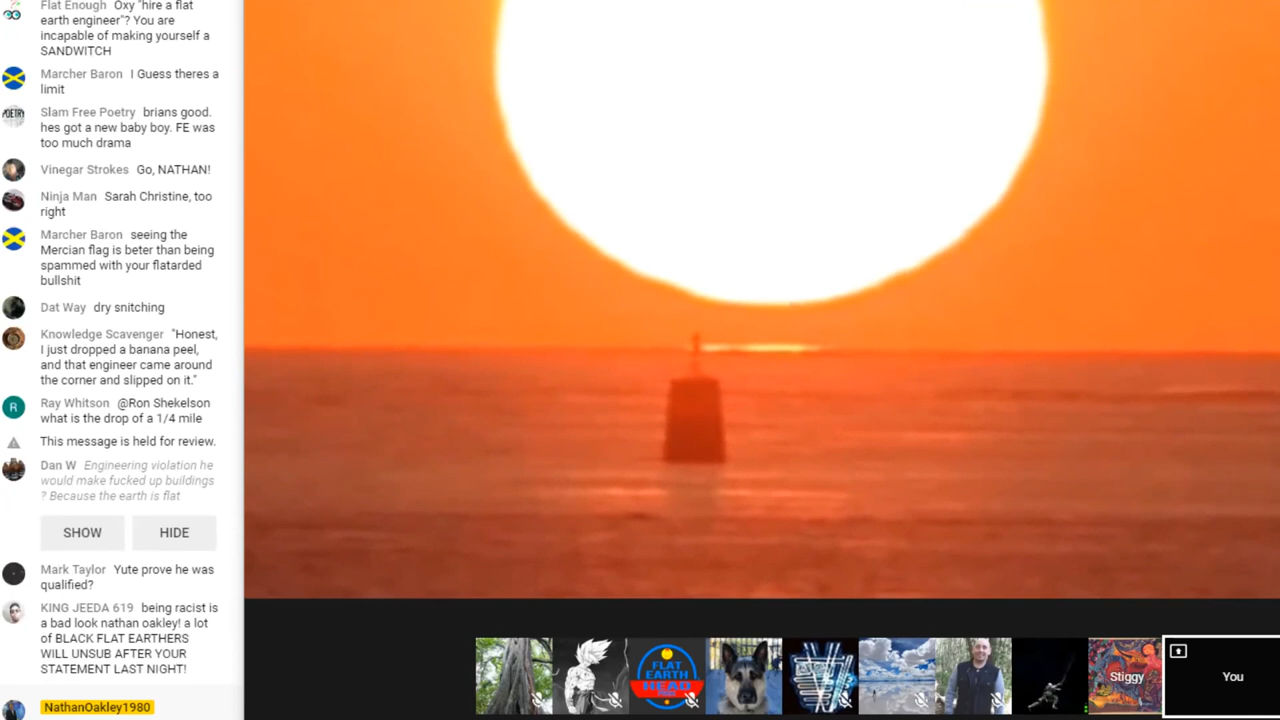 Flat Enough Oxy "hire a flat
earth engineer"? You are
incapable of making yourself a
SANDWITCH
Marcher Baron I Guess theres a
limit
POETRY
Slam Free Poetry brians good.
hes got a new baby boy. FE was
too much drama
Vinegar Strokes Go, NATHAN!
Ninja Man Sarah Christine, too
right
Marcher Baron seeing the
Mercian flag is beter than being
spammed with your flatarded
bullshit
Dat Way dry snitching
Knowledge Scavenger "Honest,
I just dropped a banana peel,
and that engineer came around
the corner and slipped on it."
R
Ray Whitson @Ron Shekelson
what is the drop of a 1/4 mile
This message is held for review.
Dan W Engineering violation he
would make fucked up buildings
? Because the earth is flat
SHOW HIDE
Mark Taylor Yute prove he was
qualified?
KING JEEDA 619 being racist is
a bad look nathan oakley! a lot
of BLACK FLAT EARTHERS
WILL UNSUB AFTER YOUR
STATEMENT LAST NIGHT!
NathanOakley1980
FLAT
EARTH
HEAD
Stiggy
You